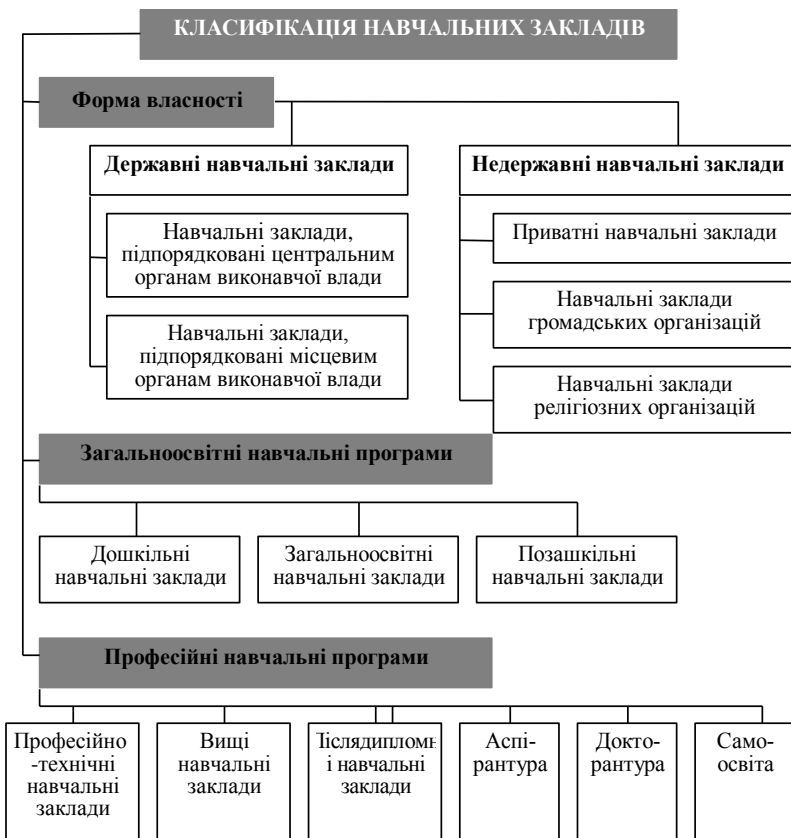 КЛАСИФІКАЦІЯ НАВЧАЛЬНИХ ЗАКЛАДІВ
Форма власності
Державні навчальні заклади
Навчальні заклади,
підпорядковані центральним
органам виконавчої влади
Навчальні заклади,
підпорядковані місцевим
органам виконавчої влади
Недержавні навчальні заклади
Приватні навчальні заклади
Навчальні заклади
громадських організацій
Навчальні заклади
релігіозних організацій
Загальноосвітні навчальні програми
Дошкільні
навчальні заклади
Загальноосвітні
навчальні заклади
Позашкільні
навчальні заклади
Професійні навчальні програми
Професійно
-технічні
навчальні
заклади
Вищі
навчальні
заклади
Післядипломн
і навчальні
заклади
Аспі-
рантура
Докто-
рантура
Само-
освіта